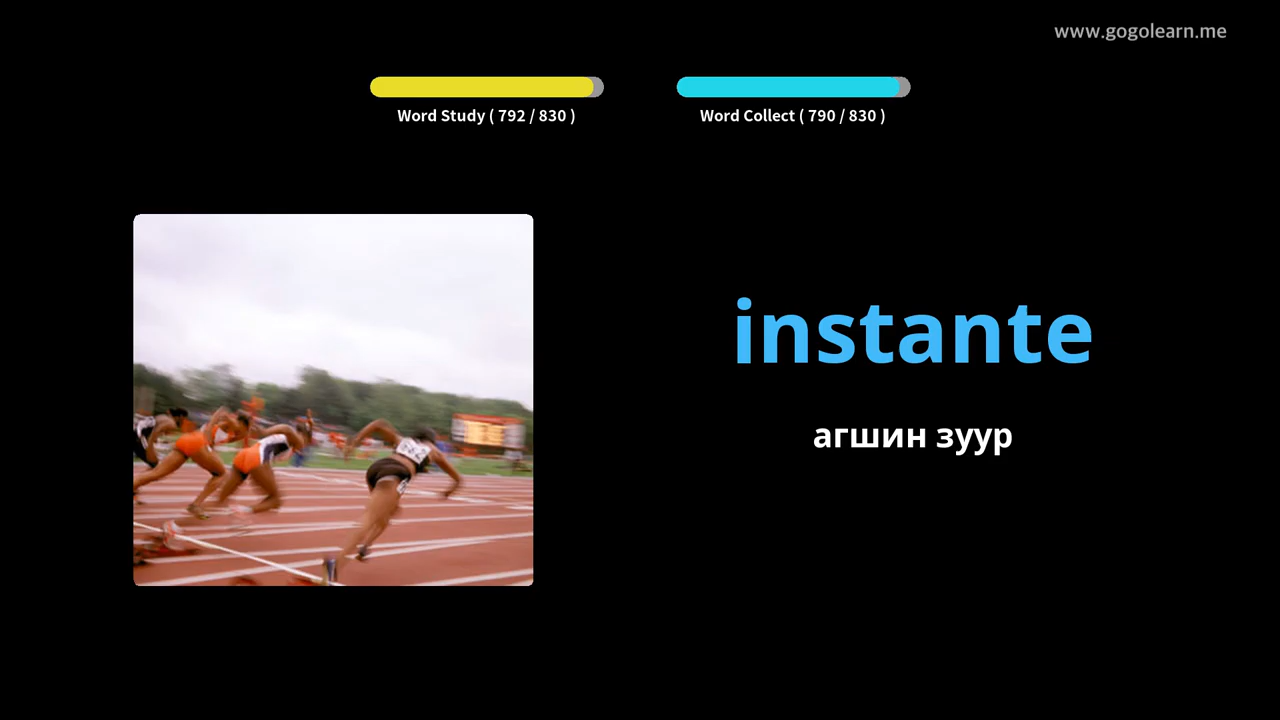 www.gogolearn.me
Word Study ( 792 / 830 )
Word Collect ( 790 / 830 )
instante
агшин зуур